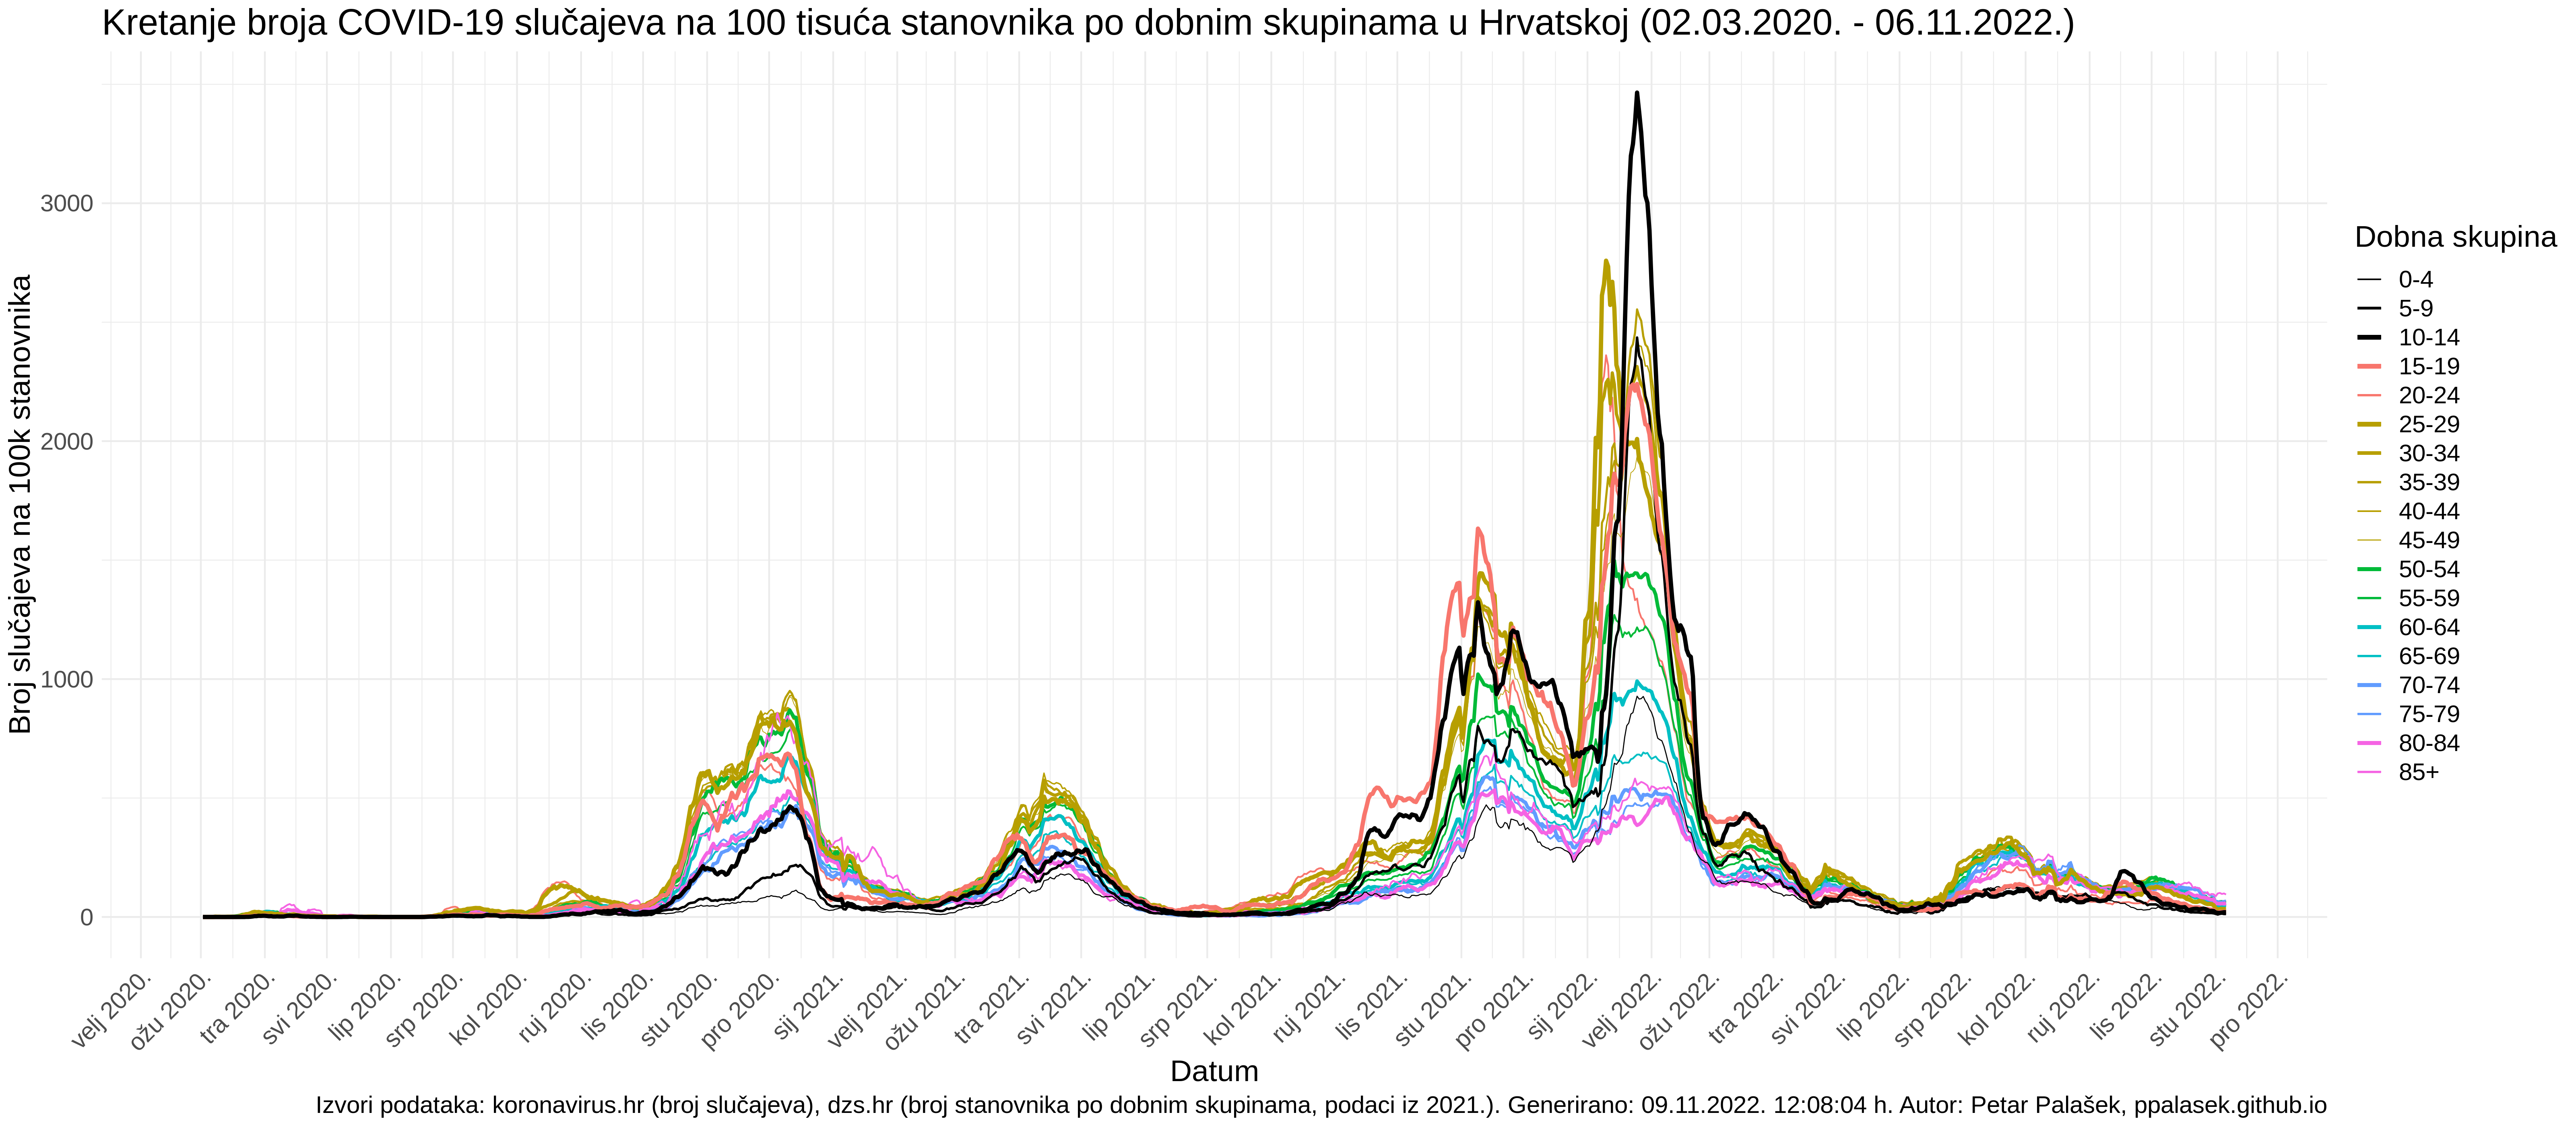 Kretanje broja COVID-19 slučajeva na 100 tisuća stanovnika po dobnim skupinama u Hrvatskoj (02.03.2020. - 06.11.2022.)
Broj slučajeva na 100k stanovnika
3000
2000
1000
0
velj 2020.
ožu 2020.
tra 2020.
svi 2020.
lip 2020.
srp 2020.
kol 2020.
ruj 2020.
lis 2020.
stu 2020.
pro 2020.
sij 2021.
velj 2021.
ožu 2021.
tra 2021.
svi 2021.
lip 2021.
srp 2021.
kol 2021.
ruj 2021.
lis 2021.
stu 2021.
pro 2021.
sij 2022.
velj 2022.
ožu 2022.
tra 2022.
svi 2022.
lip 2022.
srp 2022.
kol 2022.
ruj 2022.
lis 2022.
stu 2022.
pro 2022.
Datum
Dobna skupina
0-4
5-9
10-14
15-19
20-24
25-29
30-34
35-39
40-44
45-49
50-54
55-59
60-64
65-69
70-74
75-79
80-84
85+
Izvori podataka: koronavirus.hr (broj slučajeva), dzs.hr (broj stanovnika po dobnim skupinama, podaci iz 2021.). Generirano: 09.11.2022. 12:08:04 h. Autor: Petar Palašek, ppalasek.github.io